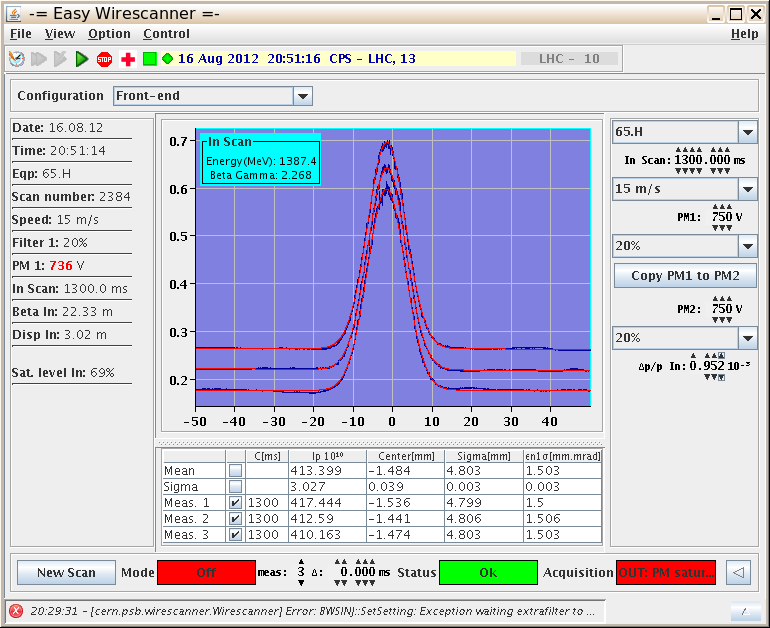 -= Easy Wirescanner =-
File View Option Control Help
STOP 16 Aug 2012 20:51:16 CPS - LHC, 13 LHC - 10
Configuration Front-end
Date: 16.08.12
Time: 20:51:14
Eqp: 65.H
Scan number: 2384
Speed: 15 m/s
Filter 1: 20%
PM 1: 736 V
In Scan: 1300.0 ms
Beta In: 22.33 m
Disp In: 3.02 m
Sat. level In: 69%
In Scan
Energy(MeV): 1387.4
Beta Gamma: 2.268
0.7
0.6
0.5
0.4
0.3
0.2
-50 -40 -30 -20 -10 0 10 20 30 40
65.H
In Scan: 1300.000 ms
15 m/s
PM1: 750 V
20%
Copy PM1 to PM2
PM2: 750 V
20%
Δp/p In: 0.952 10⁻³
C[ms] Ip 10¹⁰ Center[mm] Sigma[mm] εn1σ[mm.mrad]
Mean 413.399 -1.484 4.803 1.503
Sigma 3.027 0.039 0.003 0.003
Meas. 1 1300 417.444 -1.536 4.799 1.5
Meas. 2 1300 412.59 -1.441 4.806 1.506
Meas. 3 1300 410.163 -1.474 4.803 1.503
New Scan Mode Off meas: 3 Δ: 0.000 ms Status Ok Acquisition OUT: PM satur...
20:29:31 - [cern.psb.wirescanner.Wirescanner] Error: BWSINJ::SetSetting: Exception waiting extrafilter to ...